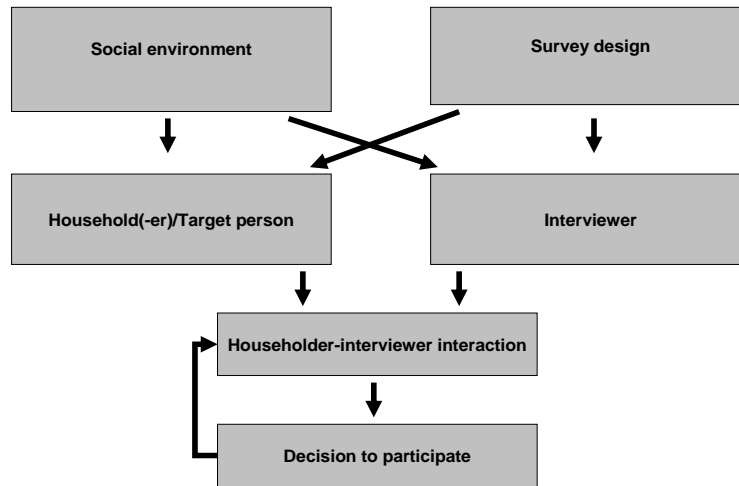 Social environment
Survey design
Household(-er)/Target person
Interviewer
Householder-interviewer interaction
Decision to participate